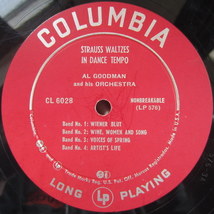 COLUMBIA
STRAUSS WALTZES
IN DANCE TEMPO
AL GOODMAN
and his ORCHESTRA
CL 6028
NONBREAKABLE
(LP 576)
Band No. 1: WIENER BLUT
Band No. 2: WINE, WOMEN AND SONG
Band No. 3: VOICES OF SPRING
Band No. 4: ARTIST'S LIFE
LONG Lp PLAYING